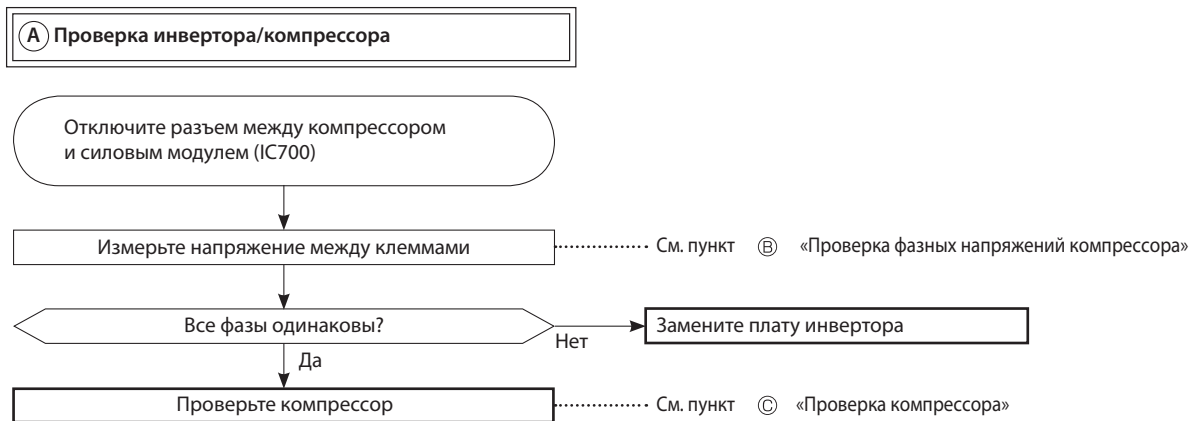 Ⓐ Проверка инвертора/компрессора
Отключите разъем между компрессором
и силовым модулем (IC700)
Измерьте напряжение между клеммами
См. пункт Ⓑ «Проверка фазных напряжений компрессора»
Все фазы одинаковы?
Нет
Замените плату инвертора
Да
Проверьте компрессор
См. пункт Ⓒ «Проверка компрессора»